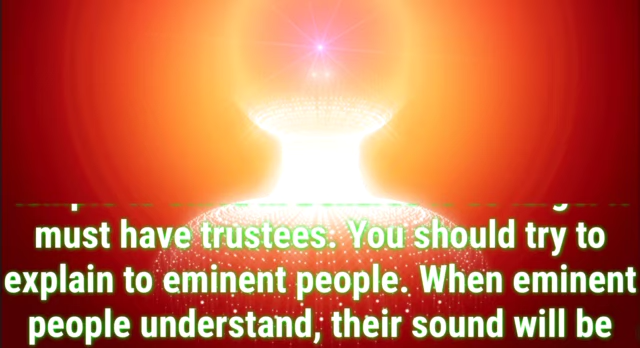 must have trustees. You should try to
explain to eminent people. When eminent
people understand, their sound will be